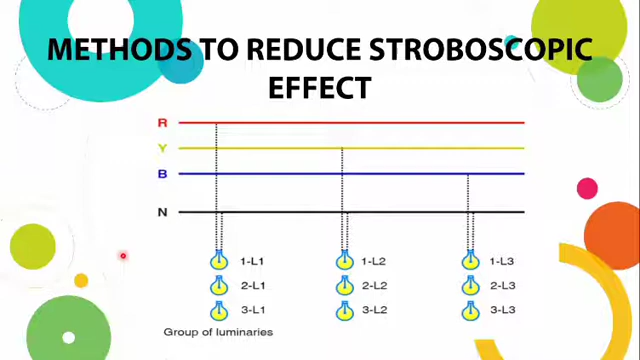 METHODS TO REDUCE STROBOSCOPIC
EFFECT
R
Y
B
N
1-L1 1-L2 1-L3
2-L1 2-L2 2-L3
3-L1 3-L2 3-L3
Group of luminaries